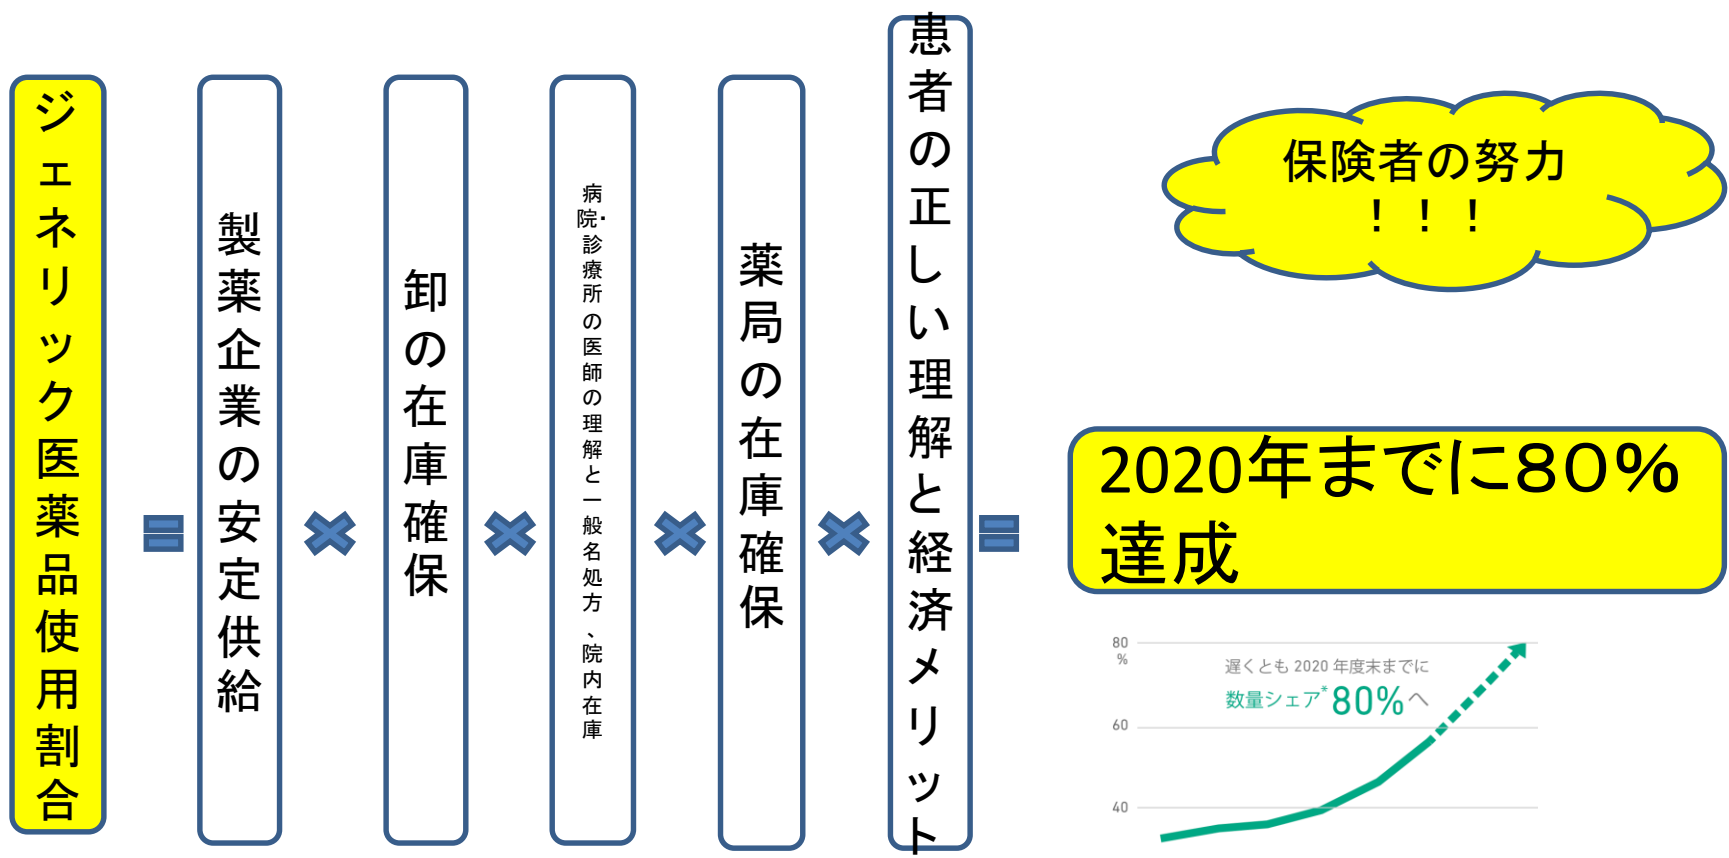 ジェネリック医薬品使用割合
製薬企業の安定供給
卸の在庫確保
病院・診療所の医師の理解と一般名処方、院内在庫
薬局の在庫確保
患者の正しい理解と経済メリット
保険者の努力
！！！
2020年までに８０％
達成
80
%
遅くとも 2020 年度末までに
数量シェア*80%へ
60
40